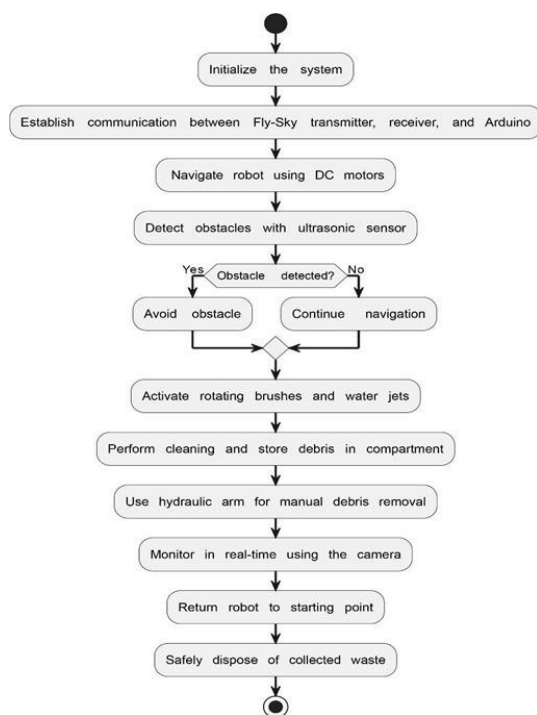 Initialize the system
Establish communication between Fly-Sky transmitter, receiver, and Arduino
Navigate robot using DC motors
Detect obstacles with ultrasonic sensor
Yes
Obstacle detected?
No
Avoid obstacle
Continue navigation
Activate rotating brushes and water jets
Perform cleaning and store debris in compartment
Use hydraulic arm for manual debris removal
Monitor in real-time using the camera
Return robot to starting point
Safely dispose of collected waste